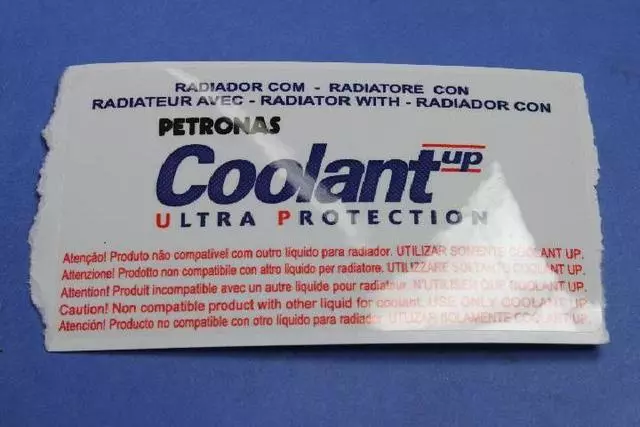 RADIADOR COM - RADIATORE CON
RADIATEUR AVEC - RADIATOR WITH - RADIADOR CON
PETRONAS
Coolant up
ULTRA PROTECTION
Atenção! Produto não compatível com outro líquido para radiador. UTILIZAR SOMENTE COOLANT UP.
Attenzione! Prodotto non compatibile con altro liquido per radiatore. UTILIZZARE SOLTANTO COOLANT UP.
Attention! Produit incompatible avec un autre liquide pour radiateur. N'UTILISER QUE COOLANT UP.
Caution! Non compatible product with other liquid for coolant. USE ONLY COOLANT UP.
Atención! Producto no compatible con otro líquido para radiador. UTLIZAR SOLAMENTE COOLANT UP.